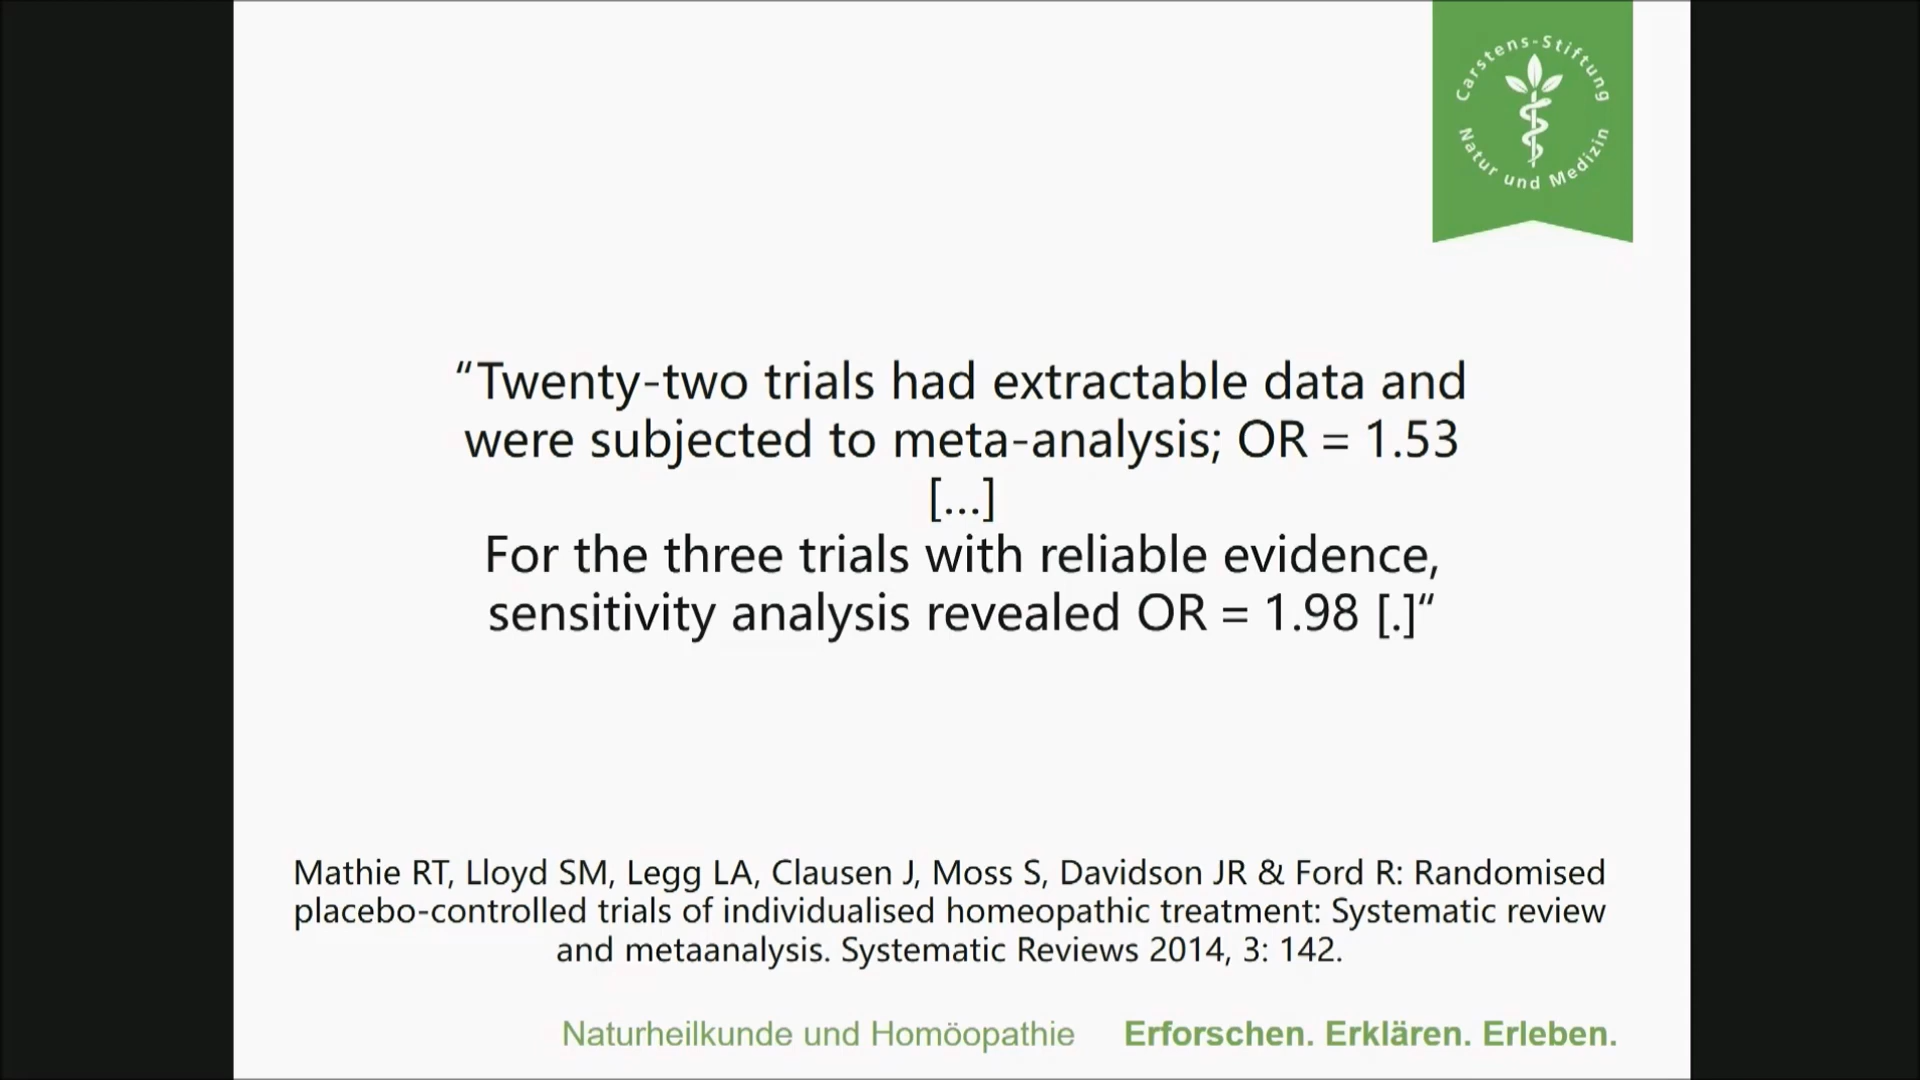 Carstens-Stiftung
Natur und Medizin
“Twenty-two trials had extractable data and
were subjected to meta-analysis; OR = 1.53
[...]
For the three trials with reliable evidence,
sensitivity analysis revealed OR = 1.98 [.]“
Mathie RT, Lloyd SM, Legg LA, Clausen J, Moss S, Davidson JR & Ford R: Randomised
placebo-controlled trials of individualised homeopathic treatment: Systematic review
and metaanalysis. Systematic Reviews 2014, 3: 142.
Naturheilkunde und Homöopathie Erforschen. Erklären. Erleben.